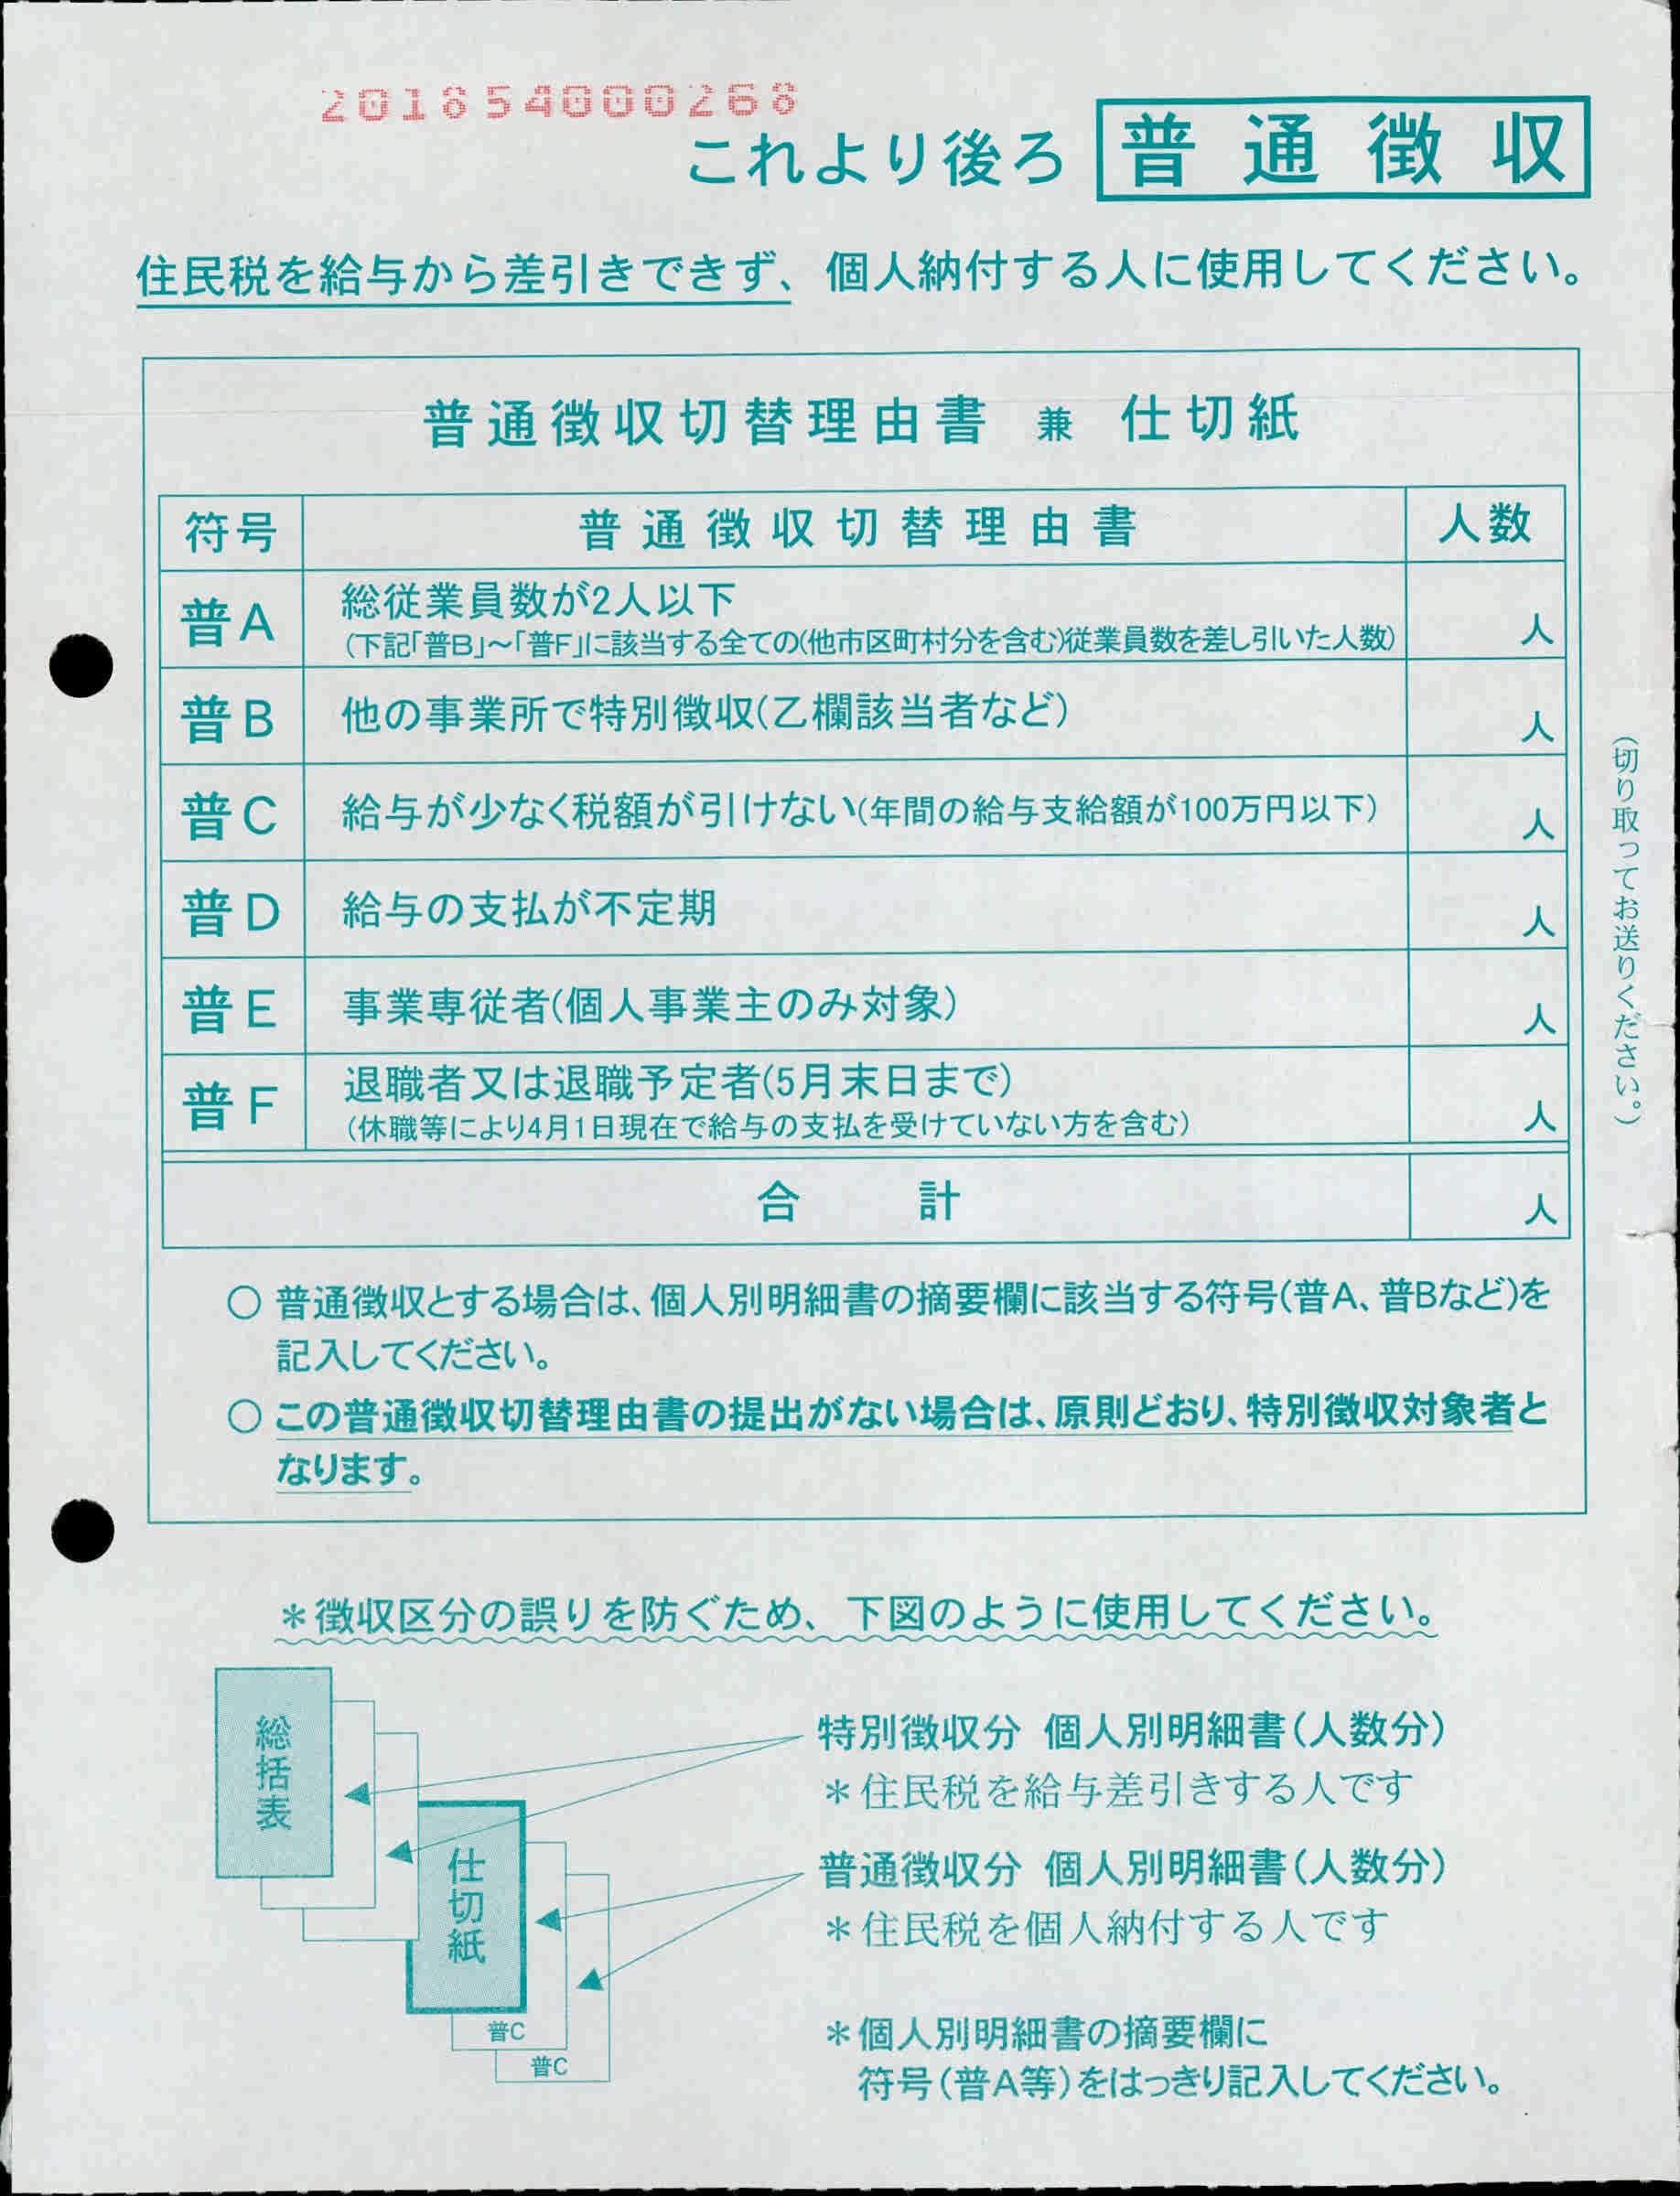 201854000268
これより後ろ 普通徴収
住民税を給与から差引きできず、個人納付する人に使用してください。
普通徴収切替理由書 兼 仕切紙
符号 普通徴収切替理由書 人数
普A 総従業員数が2人以下
(下記「普B」～「普F」に該当する全ての(他市区町村分を含む)従業員数を差し引いた人数) 人
普B 他の事業所で特別徴収(乙欄該当者など) 人
普C 給与が少なく税額が引けない(年間の給与支給額が100万円以下) 人
普D 給与の支払が不定期 人
普E 事業専従者(個人事業主のみ対象) 人
普F 退職者又は退職予定者(5月末日まで)
(休職等により4月1日現在で給与の支払を受けていない方を含む) 人
合計 人
(切り取ってお送りください。)
○ 普通徴収とする場合は、個人別明細書の摘要欄に該当する符号(普A、普Bなど)を
記入してください。
○ この普通徴収切替理由書の提出がない場合は、原則どおり、特別徴収対象者と
なります。
＊徴収区分の誤りを防ぐため、下図のように使用してください。
総括表
仕切紙
普C
普C
特別徴収分 個人別明細書(人数分)
＊住民税を給与差引きする人です
普通徴収分 個人別明細書(人数分)
＊住民税を個人納付する人です
＊個人別明細書の摘要欄に
符号(普A等)をはっきり記入してください。